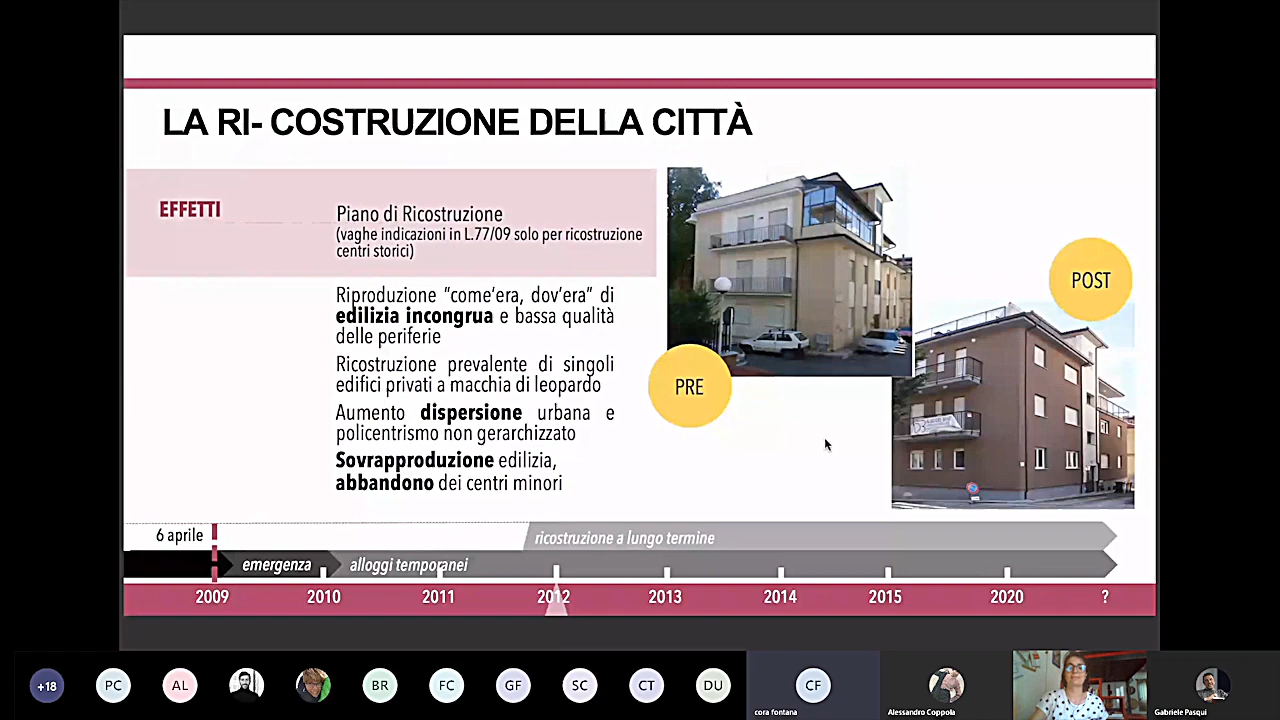 LA RI- COSTRUZIONE DELLA CITTÀ
EFFETTI
Piano di Ricostruzione
(vaghe indicazioni in L.77/09 solo per ricostruzione
centri storici)
Riproduzione "come'era, dov'era" di
edilizia incongrua e bassa qualità
delle periferie
Ricostruzione prevalente di singoli
edifici privati a macchia di leopardo
Aumento dispersione urbana e
policentrismo non gerarchizzato
Sovrapproduzione edilizia,
abbandono dei centri minori
PRE
POST
6 aprile
ricostruzione a lungo termine
emergenza
alloggi temporanei
2009 2010 2011 2012 2013 2014 2015 2020 ?
+18 PC AL BR FC GF SC CT DU CF
cora fontana
Alessandro Coppola
Gabriele Pasqui